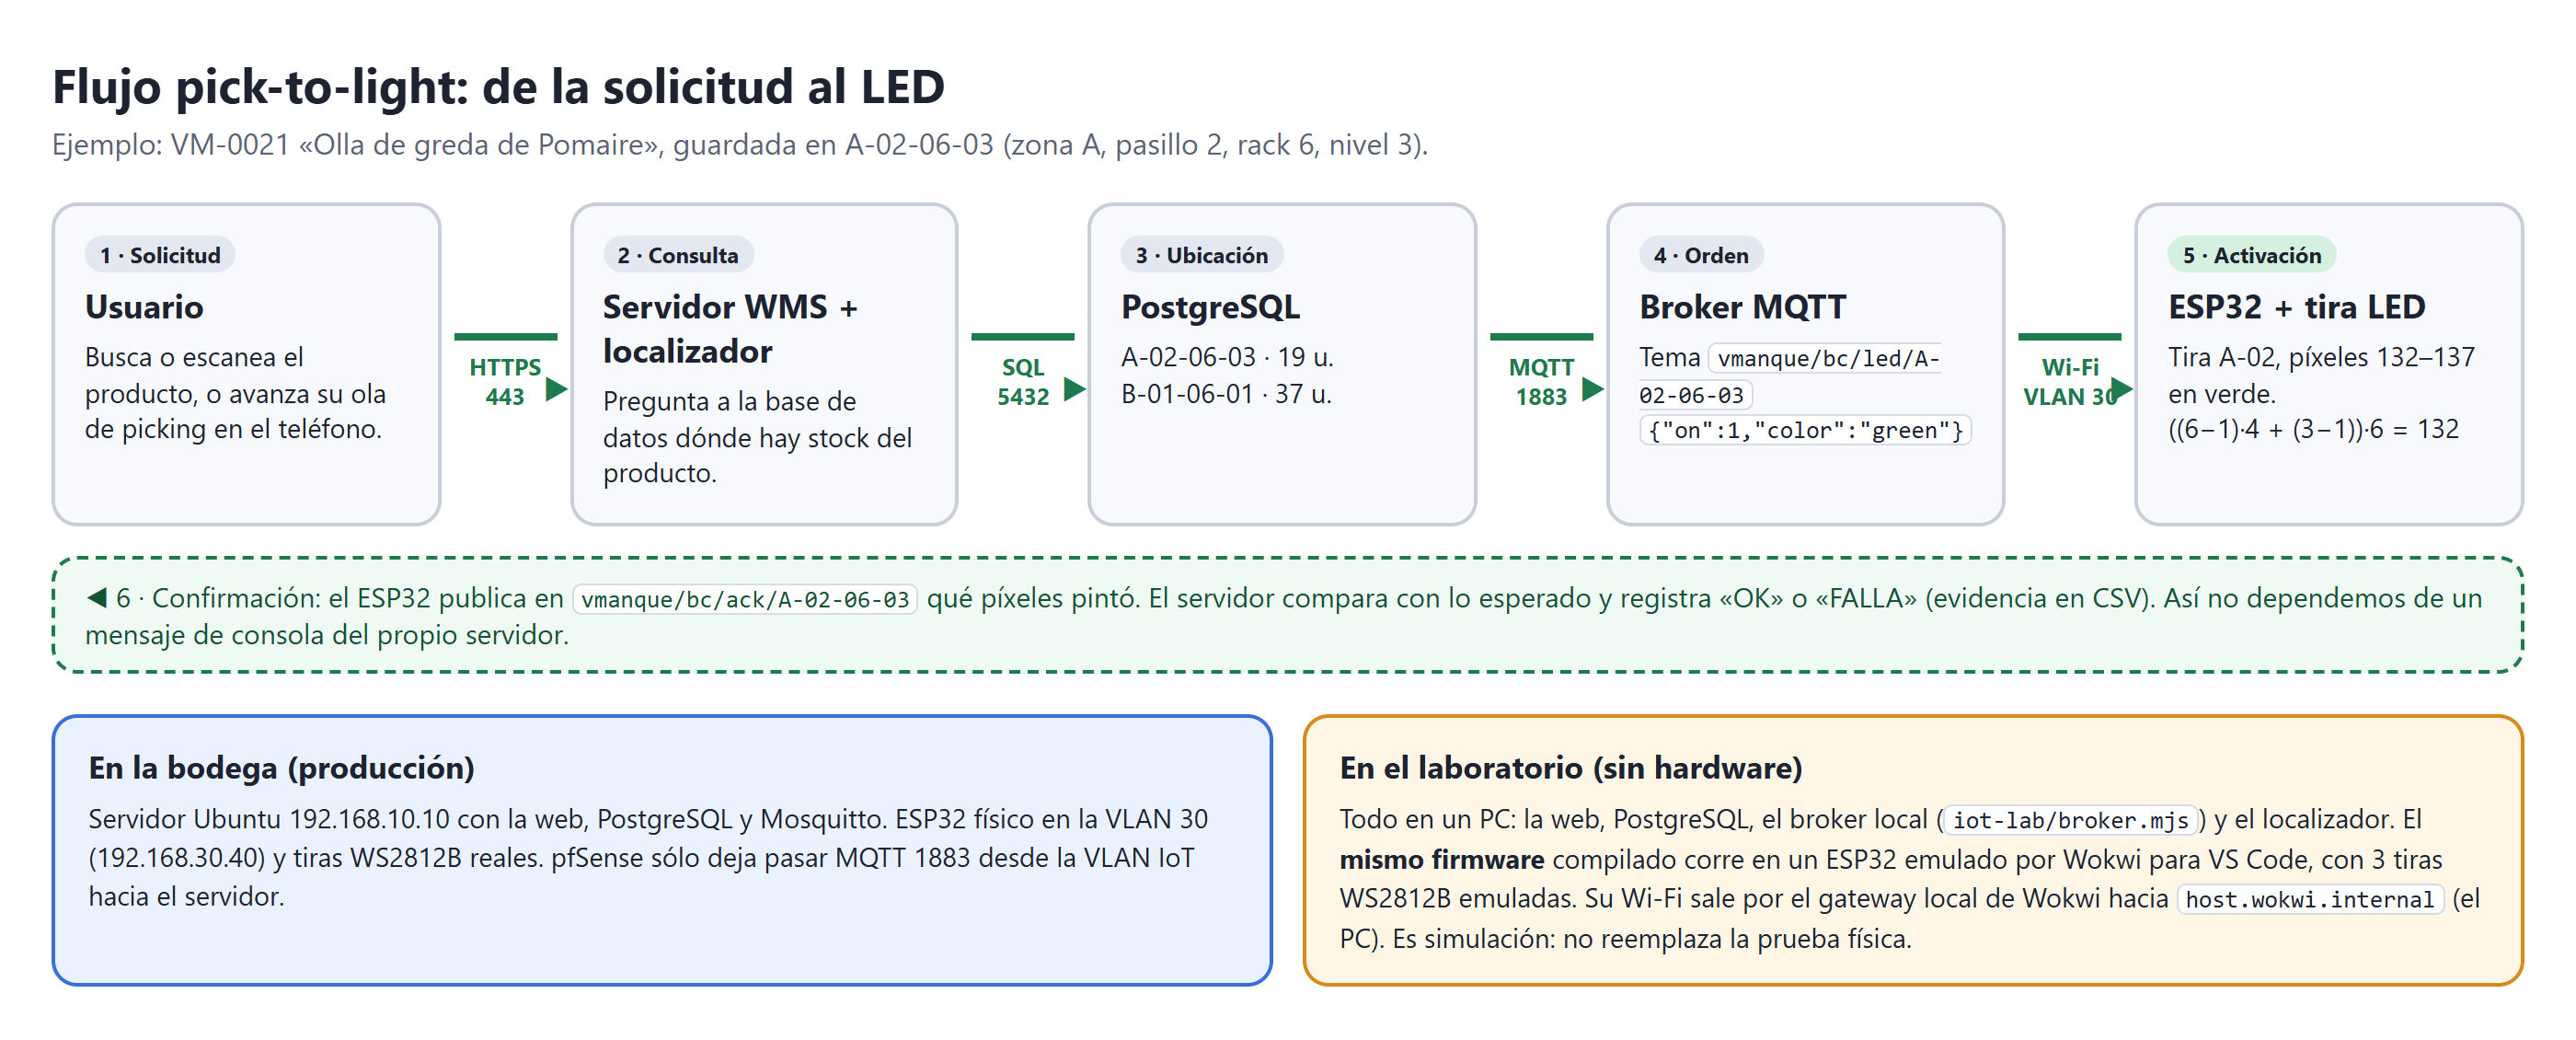 Flujo pick-to-light: de la solicitud al LED
Ejemplo: VM-0021 «Olla de greda de Pomaire», guardada en A-02-06-03 (zona A, pasillo 2, rack 6, nivel 3).
1 · Solicitud
Usuario
Busca o escanea el
producto, o avanza su ola
de picking en el teléfono.
HTTPS
443 ▶
2 · Consulta
Servidor WMS +
localizador
Pregunta a la base de
datos dónde hay stock del
producto.
SQL
5432 ▶
3 · Ubicación
PostgreSQL
A-02-06-03 · 19 u.
B-01-06-01 · 37 u.
MQTT
1883 ▶
4 · Orden
Broker MQTT
Tema vmanque/bc/led/A-
02-06-03
{"on":1,"color":"green"}
Wi-Fi
VLAN 30 ▶
5 · Activación
ESP32 + tira LED
Tira A-02, píxeles 132–137
en verde.
((6−1)·4 + (3−1))·6 = 132
◀ 6 · Confirmación: el ESP32 publica en vmanque/bc/ack/A-02-06-03 qué píxeles pintó. El servidor compara con lo esperado y registra «OK» o «FALLA» (evidencia en CSV). Así no dependemos de un
mensaje de consola del propio servidor.
En la bodega (producción)
Servidor Ubuntu 192.168.10.10 con la web, PostgreSQL y Mosquitto. ESP32 físico en la VLAN 30
(192.168.30.40) y tiras WS2812B reales. pfSense sólo deja pasar MQTT 1883 desde la VLAN IoT
hacia el servidor.
En el laboratorio (sin hardware)
Todo en un PC: la web, PostgreSQL, el broker local (iot-lab/broker.mjs) y el localizador. El
mismo firmware compilado corre en un ESP32 emulado por Wokwi para VS Code, con 3 tiras
WS2812B emuladas. Su Wi-Fi sale por el gateway local de Wokwi hacia host.wokwi.internal (el
PC). Es simulación: no reemplaza la prueba física.